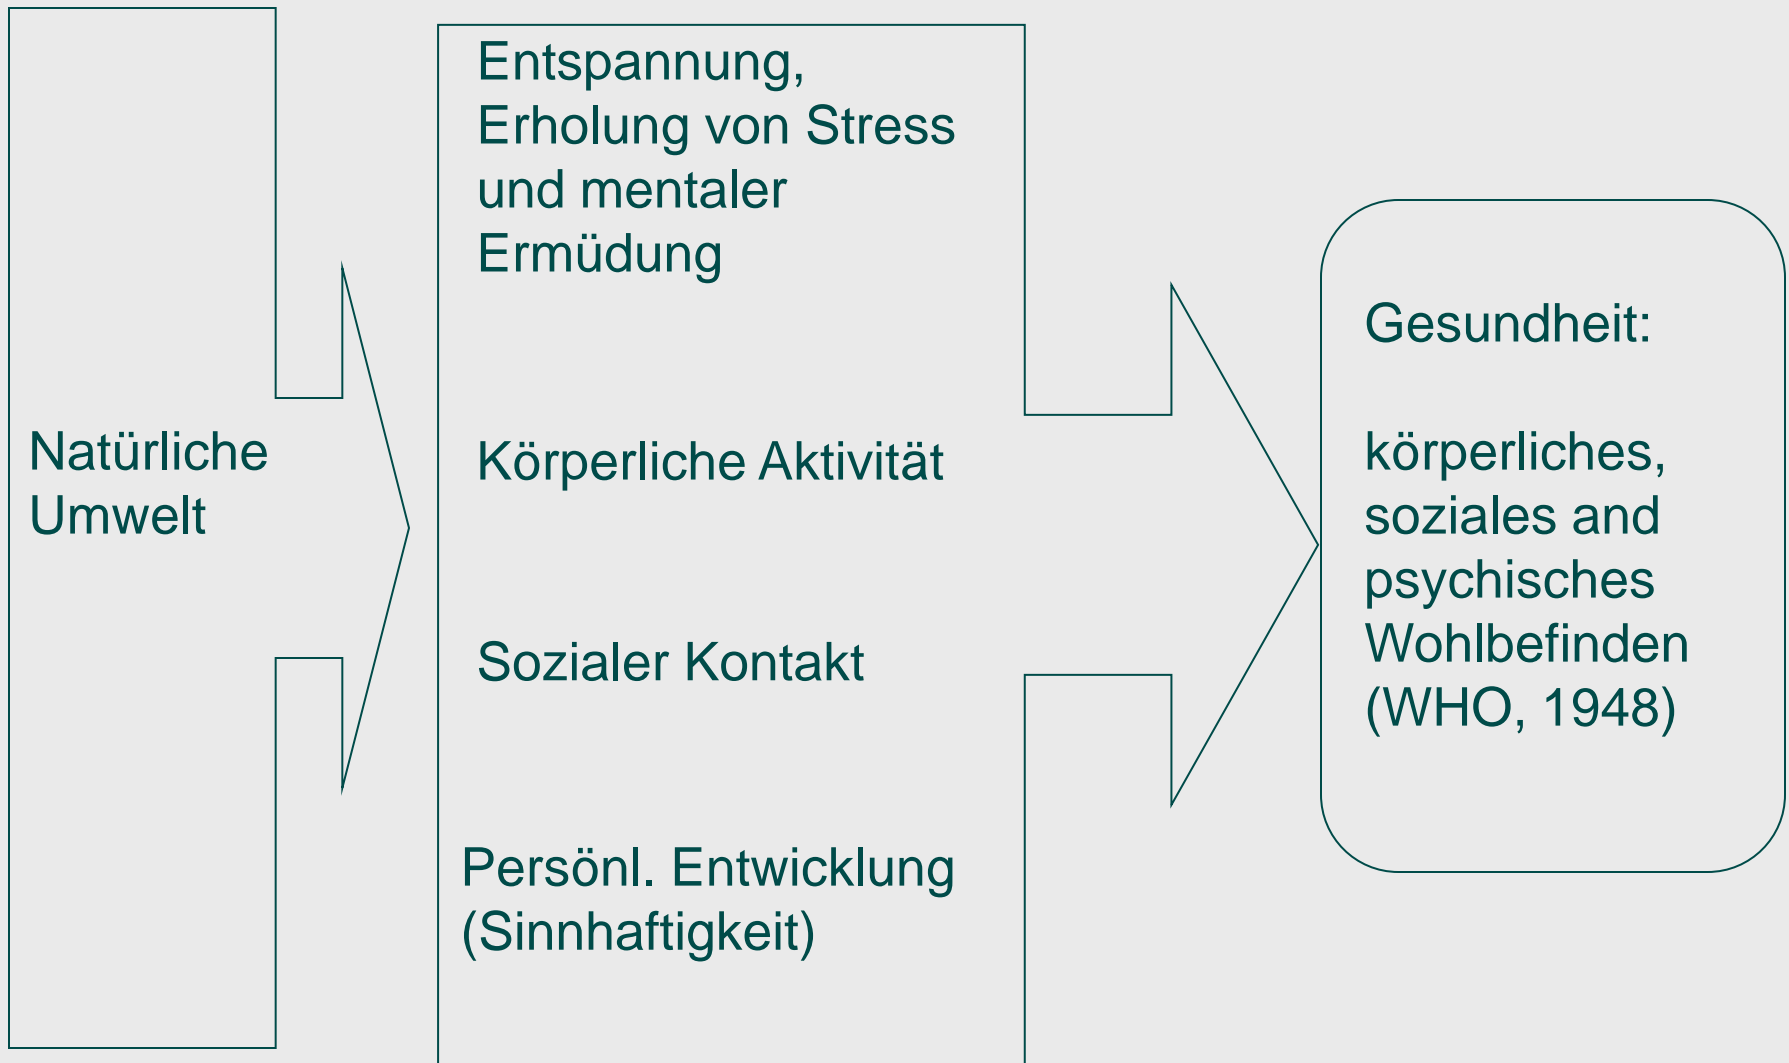 Natürliche
Umwelt
Entspannung,
Erholung von Stress
und mentaler
Ermüdung
Körperliche Aktivität
Sozialer Kontakt
Persönl. Entwicklung
(Sinnhaftigkeit)
Gesundheit:
körperliches,
soziales and
psychisches
Wohlbefinden
(WHO, 1948)